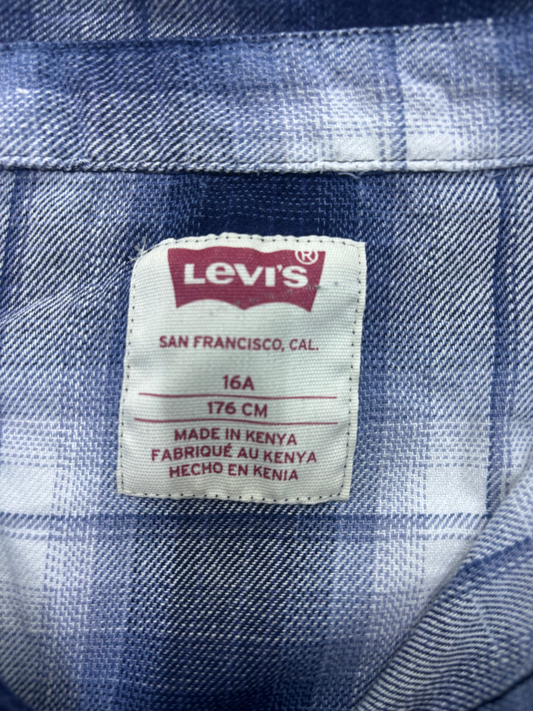 LEVI'S®
SAN FRANCISCO, CAL.
16A
176 CM
MADE IN KENYA
FABRIQUÉ AU KENYA
HECHO EN KENIA